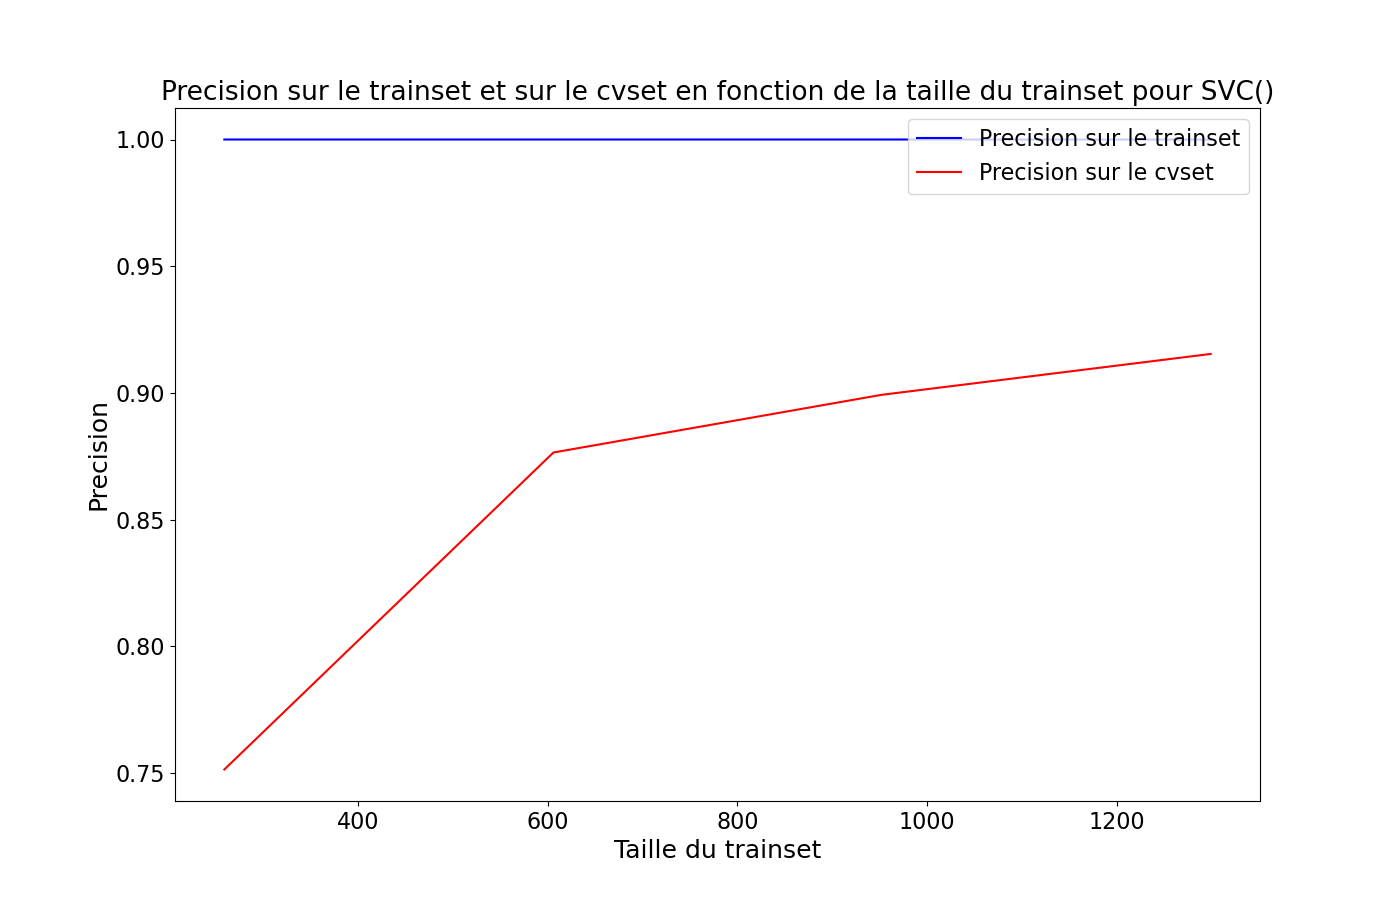 Precision sur le trainset et sur le cvset en fonction de la taille du trainset pour SVC()
Precision sur le trainset
Precision sur le cvset
1.00
0.95
0.90
0.85
0.80
0.75
Precision
400 600 800 1000 1200
Taille du trainset